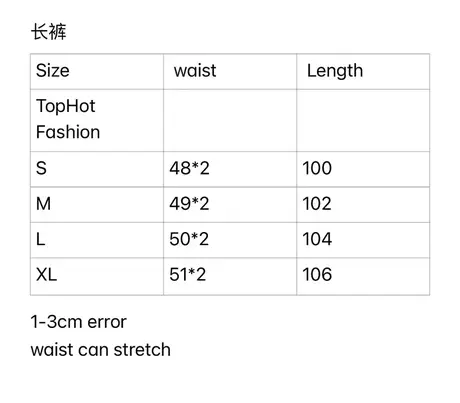 长裤
Size waist Length
TopHot
Fashion
S 48*2 100
M 49*2 102
L 50*2 104
XL 51*2 106
1-3cm error
waist can stretch